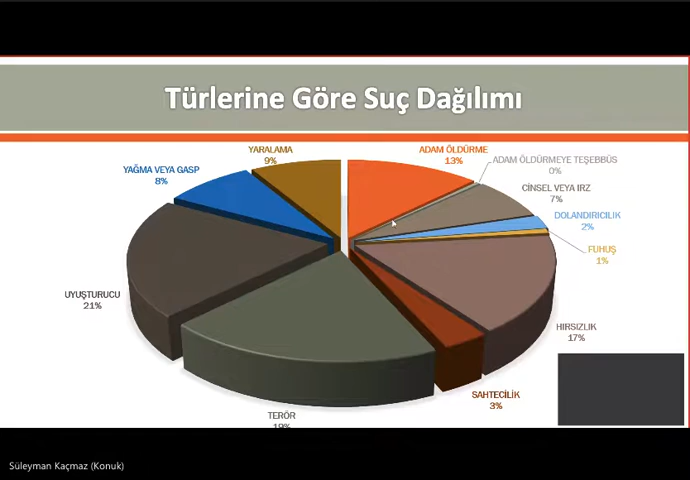 Türlerine Göre Suç Dağılımı
YARALAMA
9%
ADAM ÖLDÜRME
13%
ADAM ÖLDÜRMEYE TEŞEBBÜS
0%
YAĞMA VEYA GASP
8%
CİNSEL VEYA IRZ
7%
DOLANDIRICILIK
2%
FUHUŞ
1%
UYUŞTURUCU
21%
HIRSIZLIK
17%
SAHTECİLİK
3%
TERÖR
19%
Süleyman Kaçmaz (Konuk)